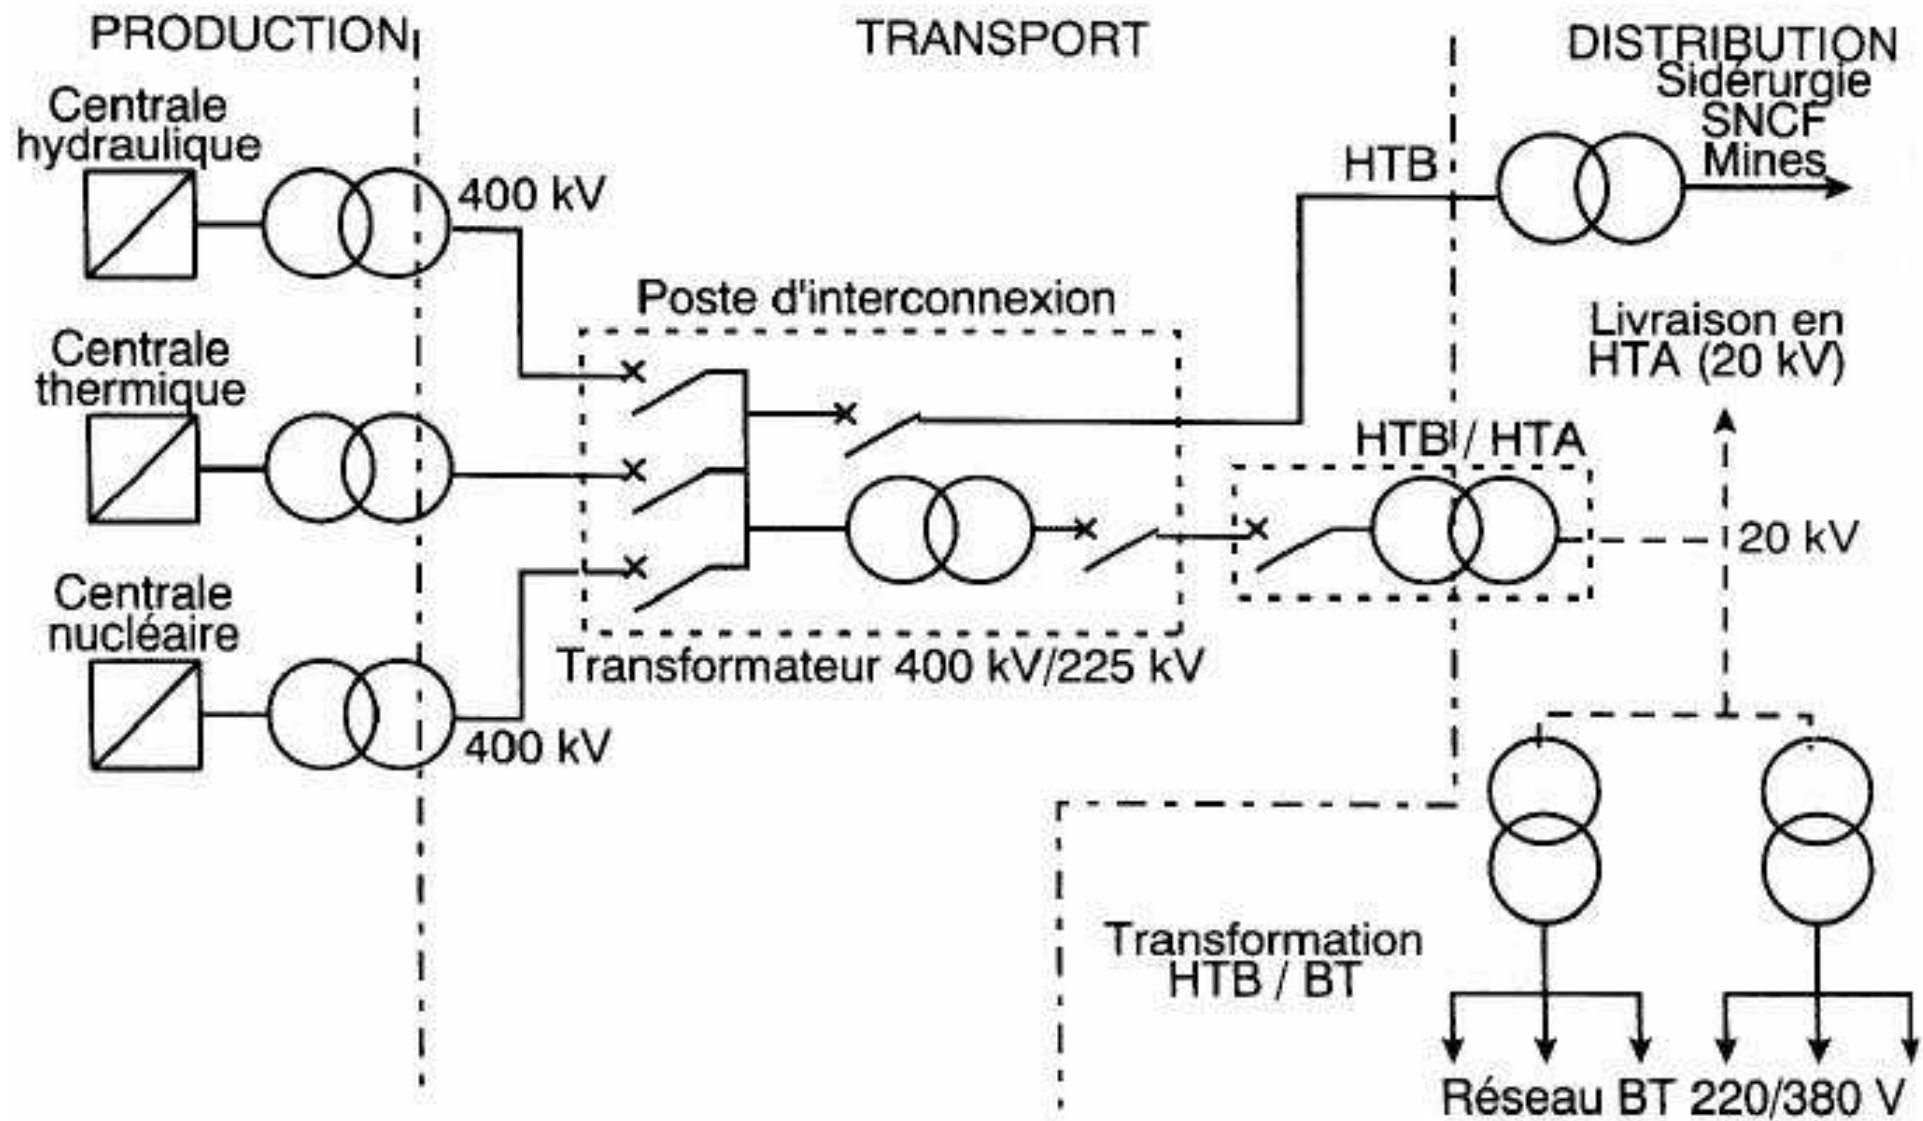 PRODUCTION
TRANSPORT
DISTRIBUTION
Centrale
hydraulique
400 kV
HTB
Sidérurgie
SNCF
Mines
Poste d'interconnexion
Livraison en
HTA (20 kV)
Centrale
thermique
HTB / HTA
20 kV
Centrale
nucléaire
Transformateur 400 kV/225 kV
400 kV
Transformation
HTB / BT
Réseau BT 220/380 V